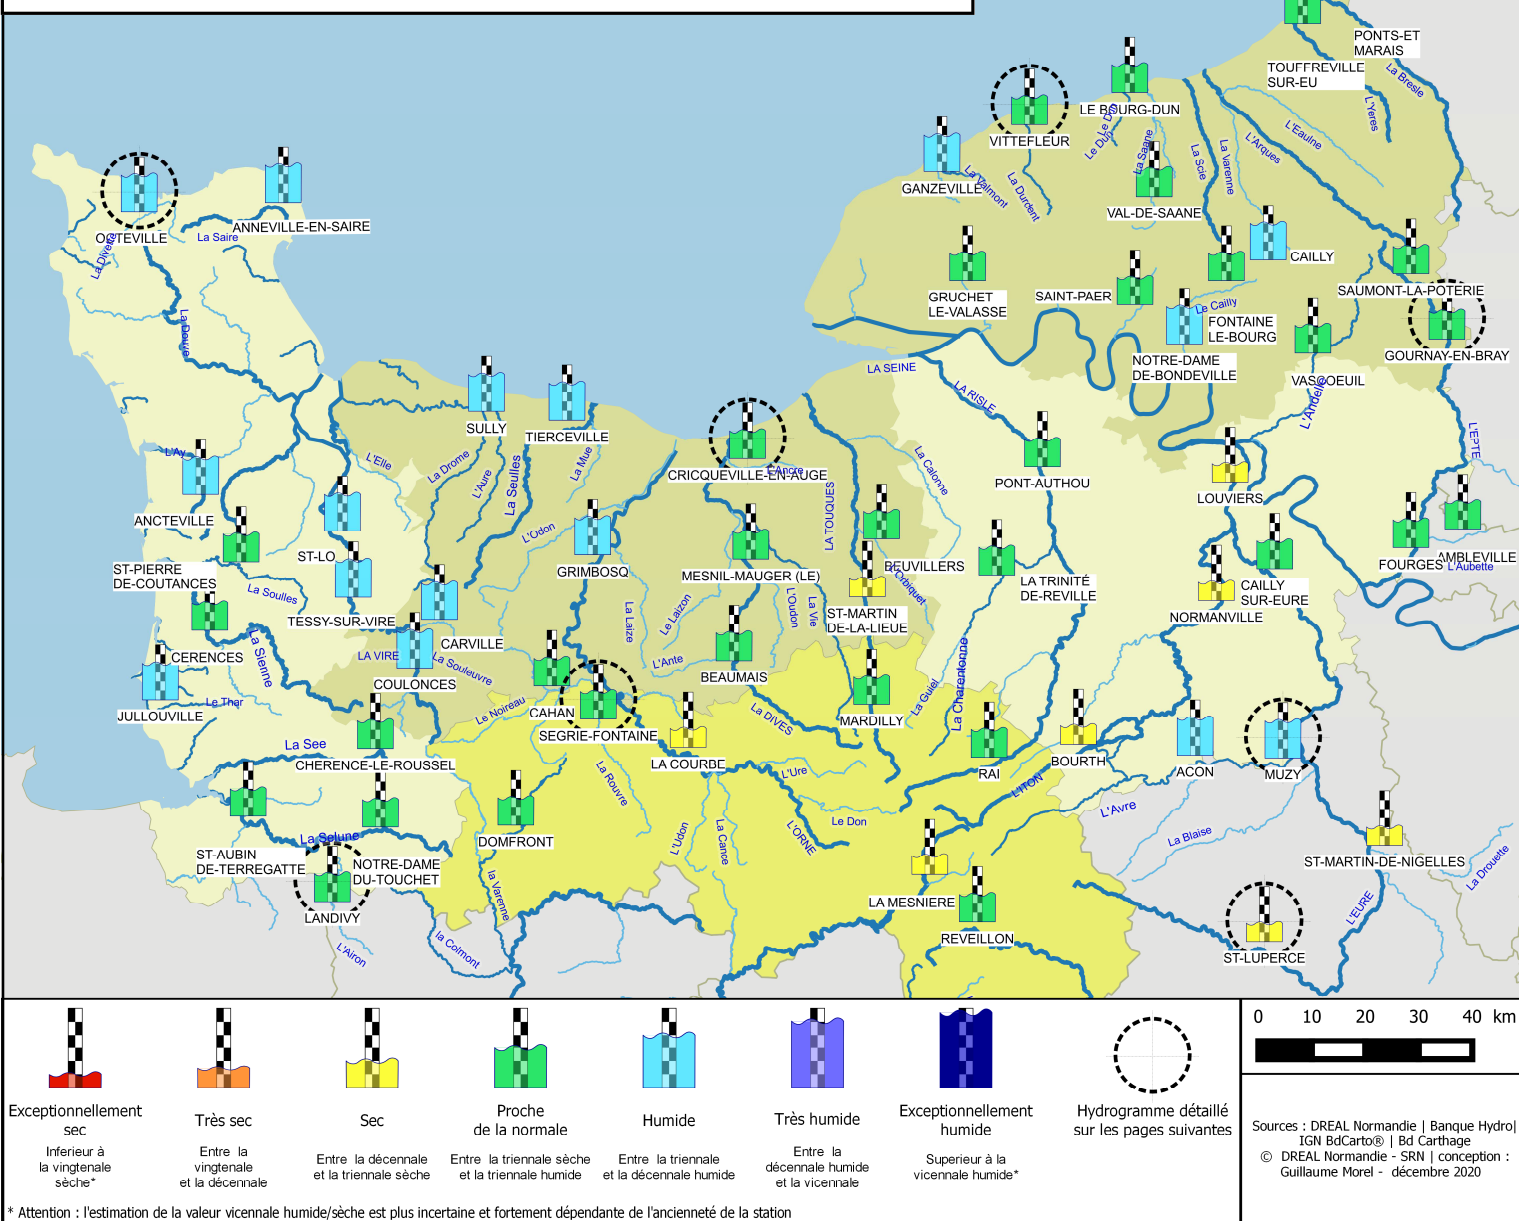 PONTS-ET
MARAIS
TOUFFREVILLE
SUR-EU
La Bresle
L'Yeres
LE BOURG-DUN
Le Dun
Le Dun
VITTEFLEUR
L'Eaulne
L'Arques
La Saane
La Scie
La Varenne
GANZEVILLE
La Valmont
La Durdent
VAL-DE-SAANE
OCTEVILLE
La Divette
La Saire
ANNEVILLE-EN-SAIRE
CAILLY
SAUMONT-LA-POTERIE
GRUCHET
LE-VALASSE
SAINT-PAER
Le Cailly
FONTAINE
LE-BOURG
La Douve
GOURNAY-EN-BRAY
NOTRE-DAME
DE-BONDEVILLE
LA SEINE
VASCOEUIL
L'Andelle
LA RISLE
SULLY
TIERCEVILLE
L'EPTE
L'Ay
L'Elle
La Drome
L'Aure
La Seulles
La Mue
CRICQUEVILLE-EN-AUGE
L'Ancre
La Calonne
PONT-AUTHOU
LOUVIERS
LA TOUQUES
ANCTEVILLE
ST-LO
L'Odon
GRIMBOSQ
MESNIL-MAUGER (LE)
BEUVILLERS
L'Orbiquet
FOURGES
AMBLEVILLE
L'Aubette
ST-PIERRE
DE-COUTANCES
La Soulles
TESSY-SUR-VIRE
LA TRINITÉ
DE-REVILLE
CAILLY
SUR-EURE
NORMANVILLE
La Laize
Le Laizon
L'Oudon
La Vie
ST-MARTIN
DE-LA-LIEUE
CARVILLE
CERENCES
La Sienne
LA VIRE
La Souleuvre
COULONCES
L'Ante
BEAUMAIS
La Guiel
La Charentonne
JULLOUVILLE
Le Thar
Le Noireau
CAHAN
SEGRIE-FONTAINE
La DIVES
MARDILLY
La See
CHERENCE-LE-ROUSSEL
LA COURBE
L'Ure
RAI
BOURTH
ACON
MUZY
La Rouvre
L'ITON
L'Avre
La Selune
DOMFRONT
L'Udon
La Cance
L'ORNE
Le Don
La Blaise
ST-AUBIN
DE-TERREGATTE
NOTRE-DAME
DU-TOUCHET
la Varenne
ST-MARTIN-DE-NIGELLES
La Drouette
LANDIVY
L'Airon
la Colmont
LA MESNIERE
REVEILLON
L'EURE
ST-LUPERCE
Exceptionnellement
sec
Inferieur à
la vingtenale
sèche*
Très sec
Entre la
vingtenale
et la décennale
Sec
Entre la décennale
et la triennale sèche
Proche
de la normale
Entre la triennale sèche
et la triennale humide
Humide
Entre la triennale
et la décennale humide
Très humide
Entre la
décennale humide
et la vicennale
Exceptionnellement
humide
Superieur à la
vicennale humide*
Hydrogramme détaillé
sur les pages suivantes
0 10 20 30 40 km
Sources : DREAL Normandie | Banque Hydro|
IGN BdCarto® | Bd Carthage
© DREAL Normandie - SRN | conception :
Guillaume Morel - décembre 2020
* Attention : l'estimation de la valeur vicennale humide/sèche est plus incertaine et fortement dépendante de l'ancienneté de la station